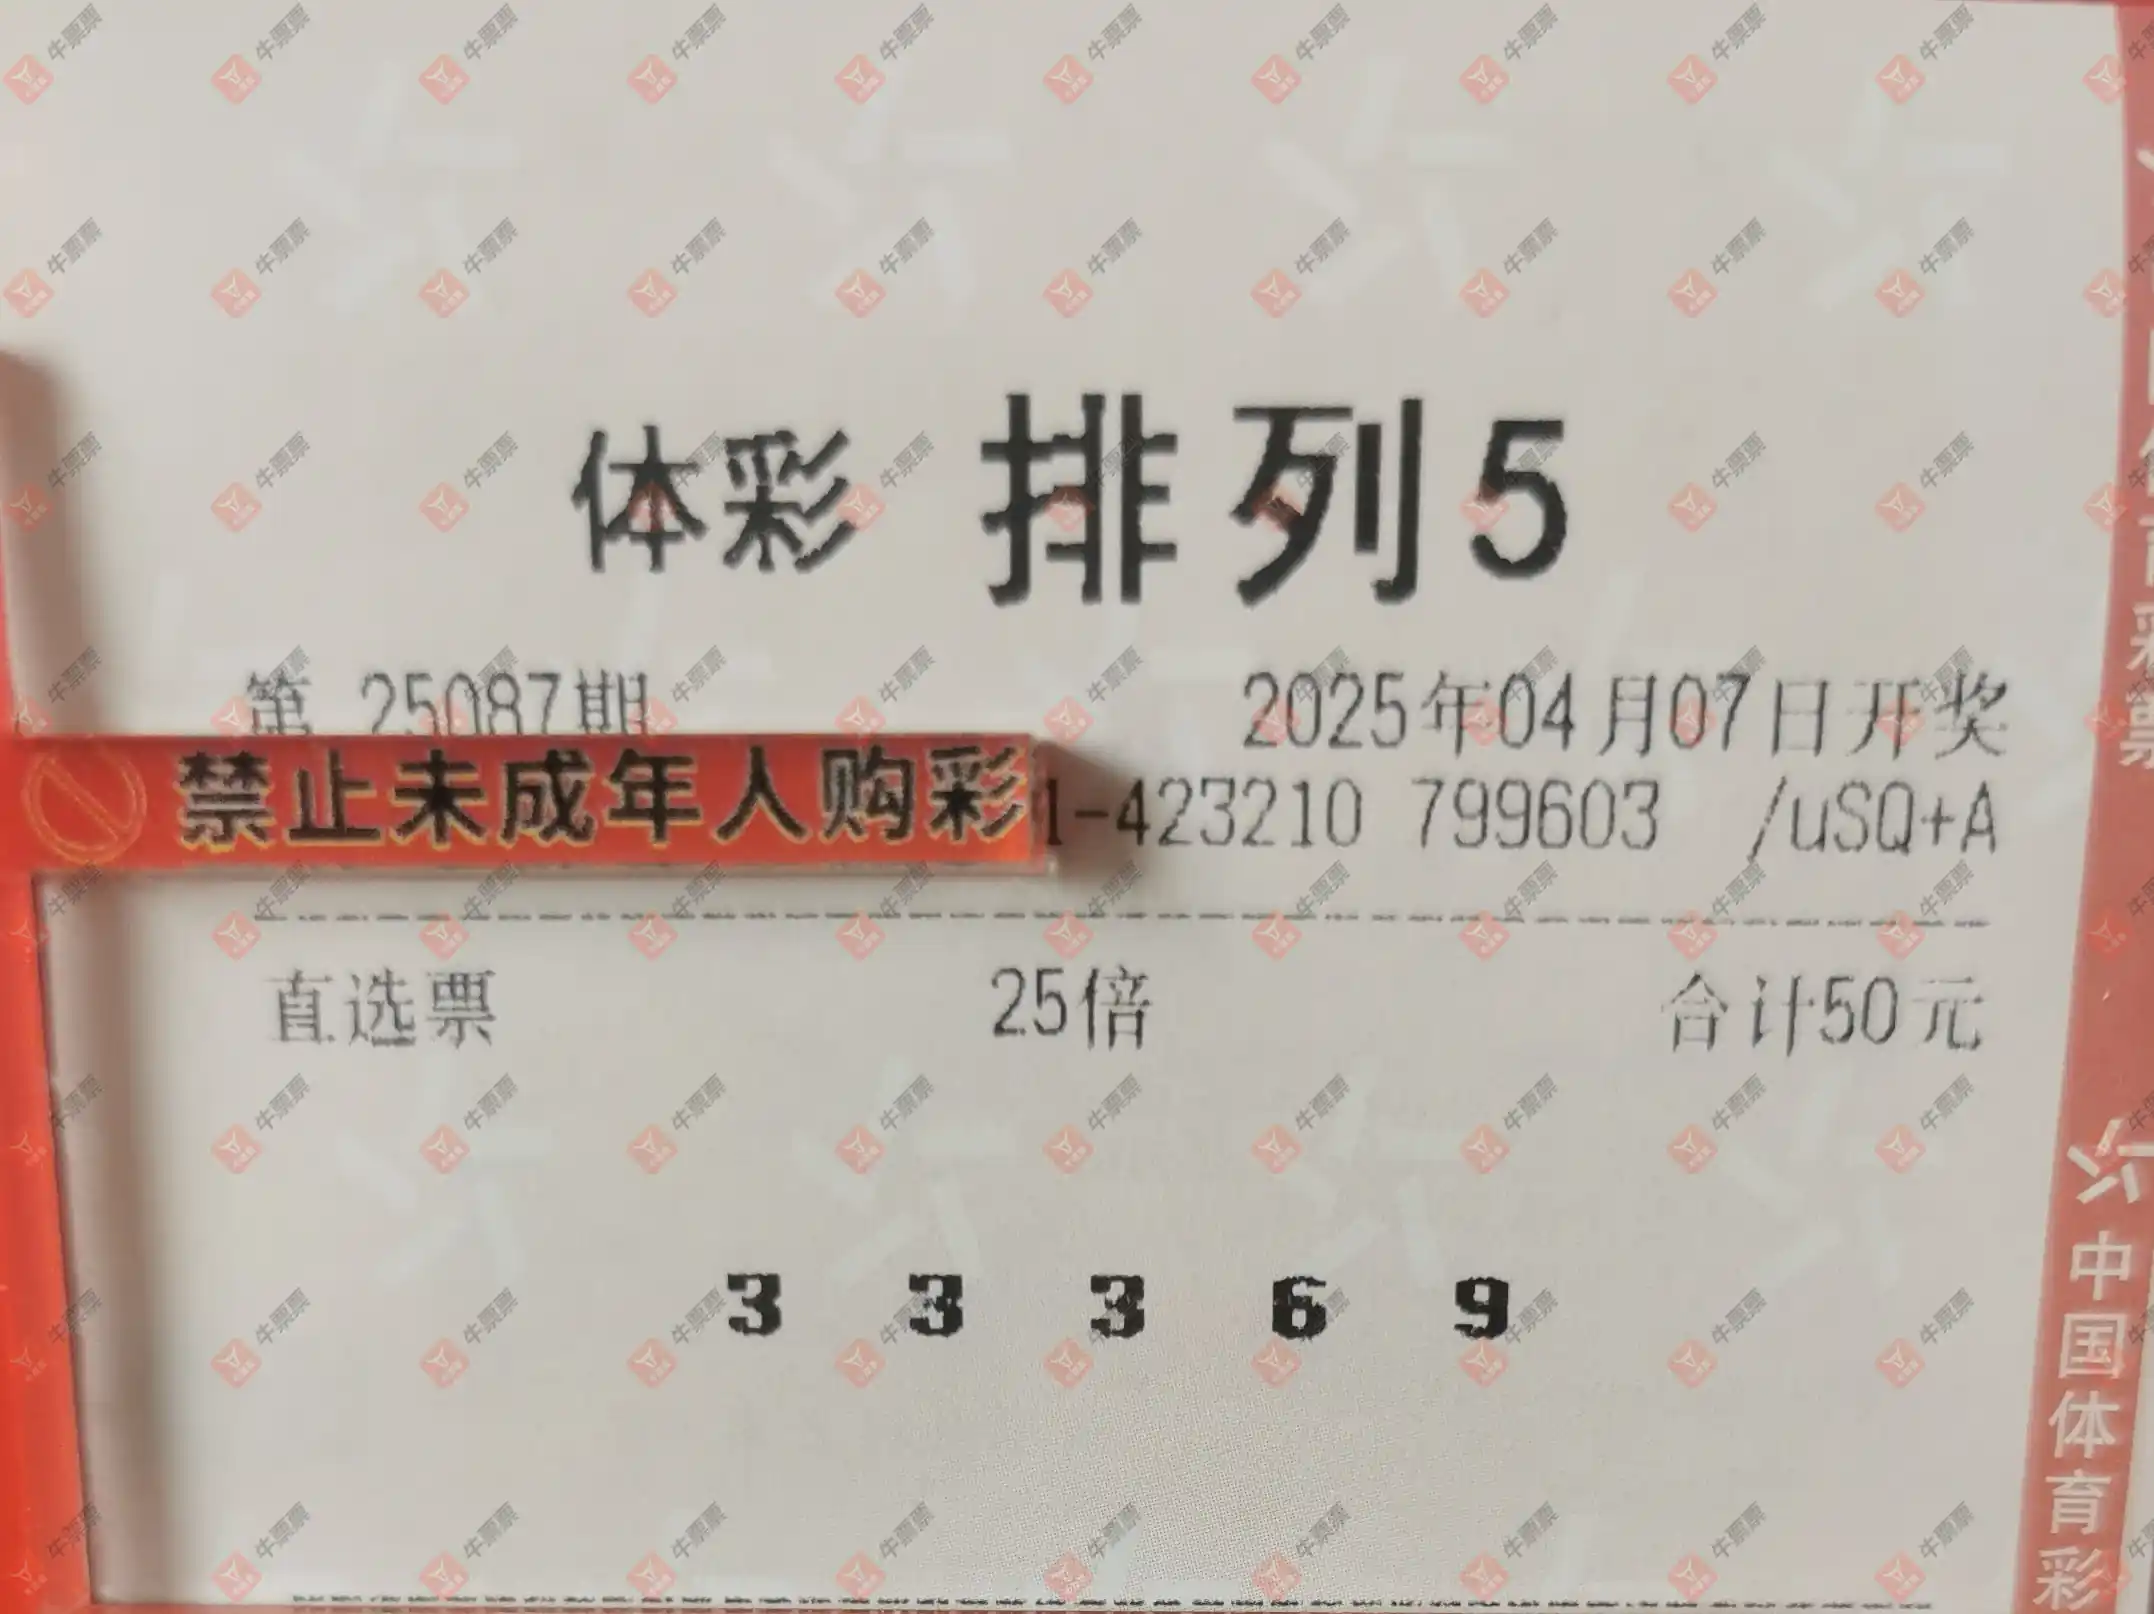 体彩 排列5
第 25087期 2025年04月07日开奖
禁止未成年人购彩 1-423210 799603 /uSQ+A
直选票 25倍 合计50元
3 3 3 6 9
中国体育彩
牛票票